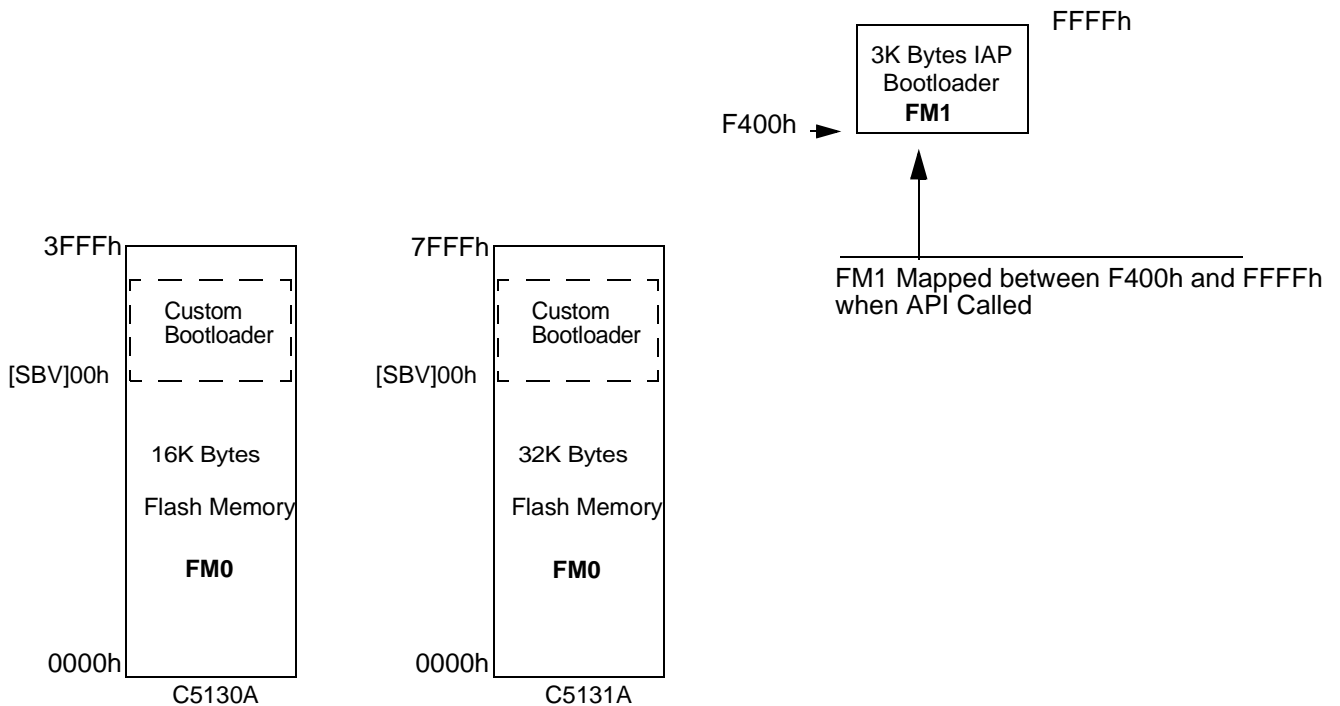 FFFFh
3K Bytes IAP
Bootloader
FM1
F400h
FM1 Mapped between F400h and FFFFh
when API Called
3FFFh
Custom
Bootloader
[SBV]00h
16K Bytes
Flash Memory
FM0
0000h
C5130A
7FFFh
Custom
Bootloader
[SBV]00h
32K Bytes
Flash Memory
FM0
0000h
C5131A